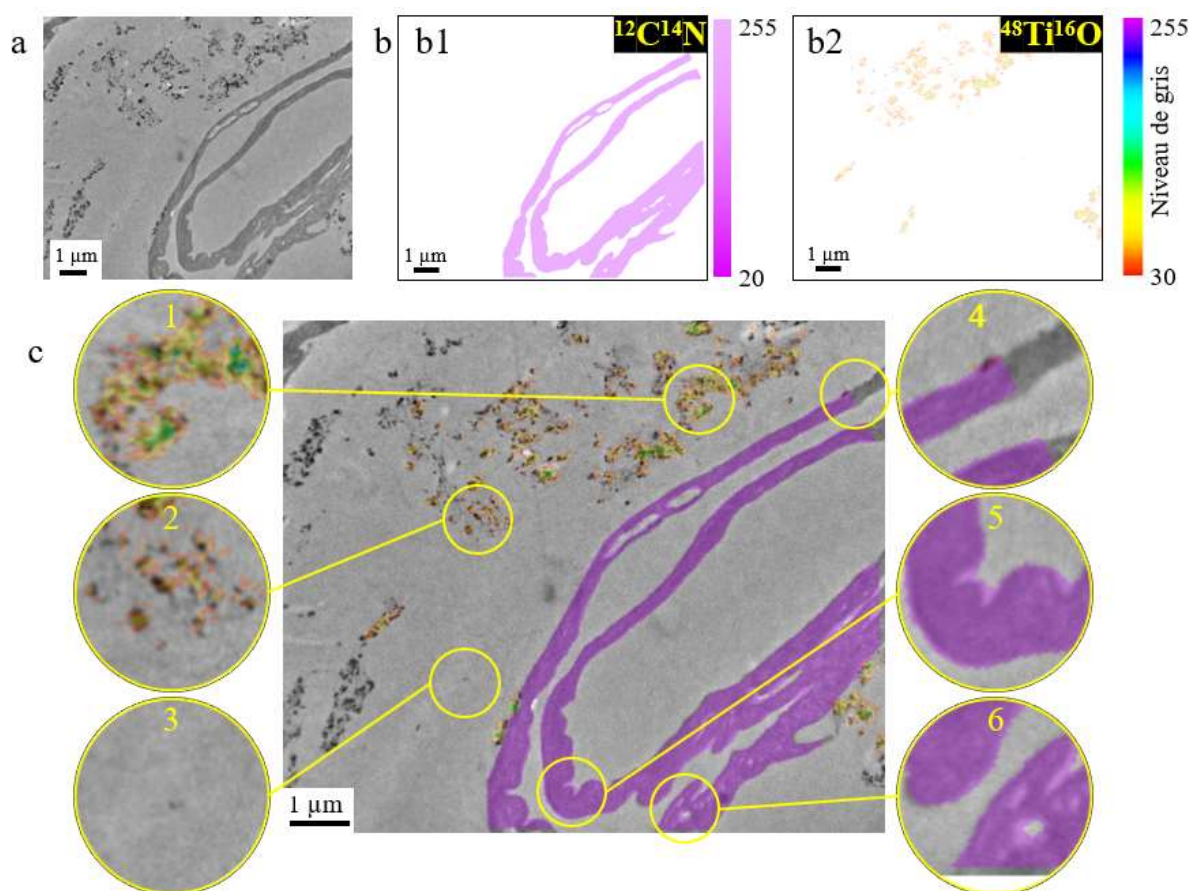 a
1 µm
b
b1
¹²C¹⁴N
255
20
1 µm
b2
⁴⁸Ti¹⁶O
255
Niveau de gris
30
1 µm
c
1
2
3
4
5
6
1 µm